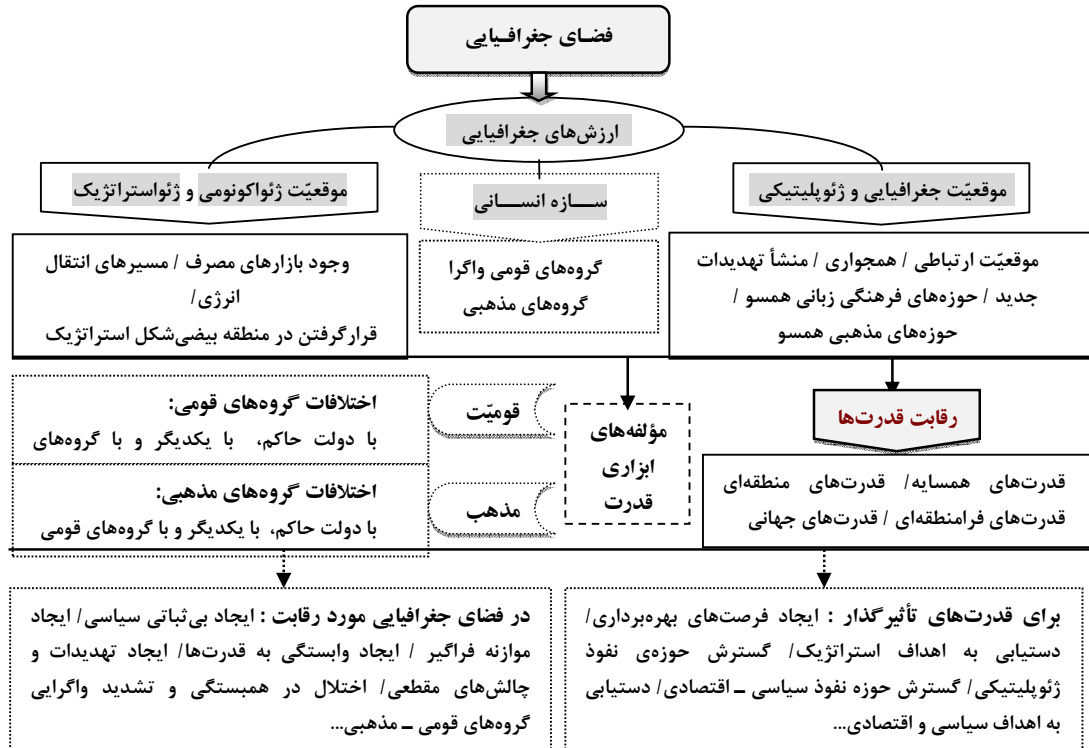 فضـای جغرافـیایی
ارزش‌های جغرافیایی
موقعیّت جغرافیایی و ژئوپلیتیکی
ســـازه انســـانی
موقعیّت ژئواکونومی و ژئواستراتژیک
موقعیّت ارتباطی / همجواری / منشأ تهدیدات
جدید / حوزه‌های فرهنگی زبانی همسو /
حوزه‌های مذهبی همسو
گروه‌های قومی واگرا
گروه‌های مذهبی
وجود بازارهای مصرف / مسیرهای انتقال
انرژی/
قرارگرفتن در منطقه بیضی‌شکل استراتژیک
رقابت قدرت‌ها
قدرت‌های همسایه/ قدرت‌های منطقه‌ای
قدرت‌های فرامنطقه‌ای / قدرت‌های جهانی
مؤلفه‌های
ابزاری
قدرت
قومیّت
مذهب
اختلافات گروه‌های قومی:
با دولت حاکم، با یکدیگر و با گروه‌های
اختلافات گروه‌های مذهبی:
با دولت حاکم، با یکدیگر و با گروه‌های قومی
برای قدرت‌های تأثیرگذار : ایجاد فرصت‌های بهره‌برداری/
دستیابی به اهداف استراتژیک/ گسترش حوزه‌ی نفوذ
ژئوپلیتیکی/ گسترش حوزه نفوذ سیاسی ــ اقتصادی/ دستیابی
به اهداف سیاسی و اقتصادی...
در فضای جغرافیایی مورد رقابت : ایجاد بی‌ثباتی سیاسی/ ایجاد
موازنه فراگیر / ایجاد وابستگی به قدرت‌ها/ ایجاد تهدیدات و
چالش‌های مقطعی/ اختلال در همبستگی و تشدید واگرایی
گروه‌های قومی ــ مذهبی...